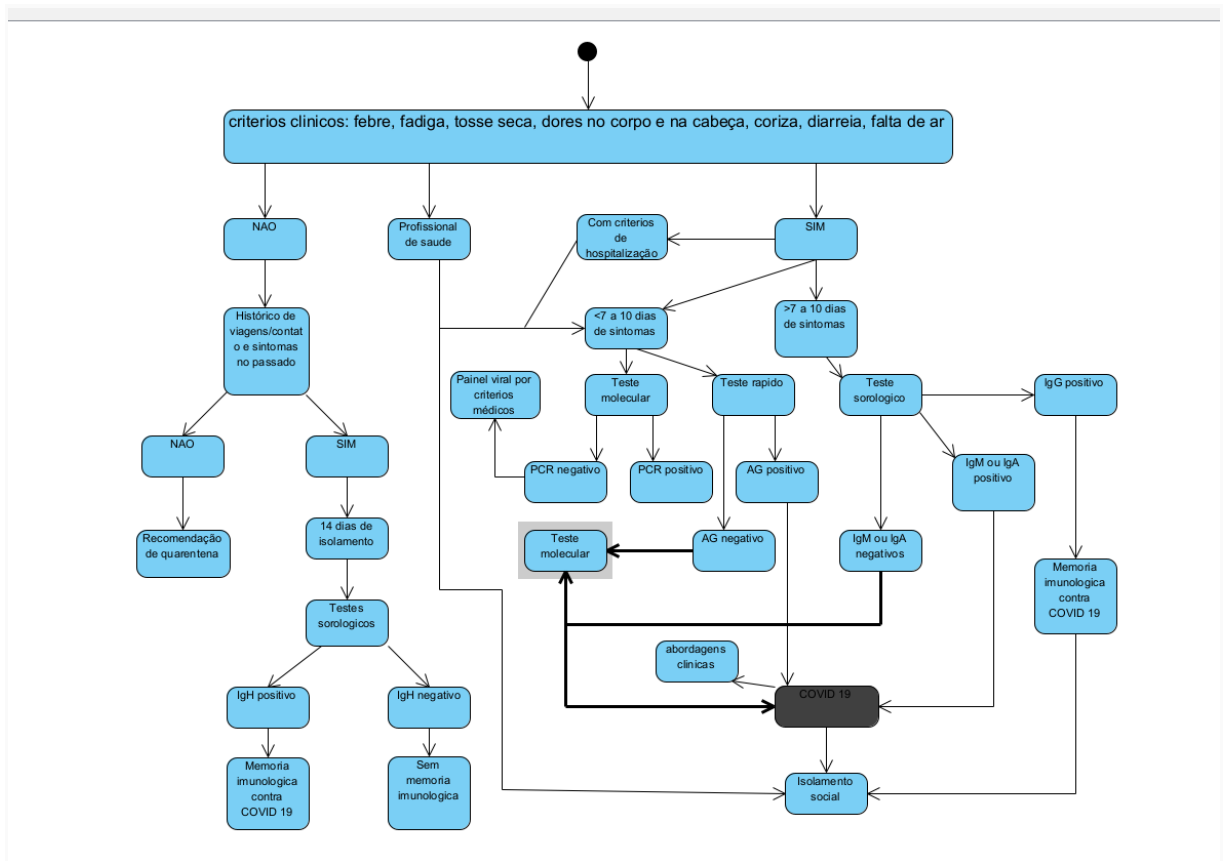 criterios clinicos: febre, fadiga, tosse seca, dores no corpo e na cabeça, coriza, diarreia, falta de ar
NAO
Profissional
de saude
Com criterios
de
hospitalização
SIM
Histórico de
viagens/contat
o e sintomas
no passado
<7 a 10 dias
de sintomas
>7 a 10 dias
de sintomas
Painel viral por
criterios
médicos
Teste
molecular
Teste rapido
Teste
sorologico
IgG positivo
NAO
SIM
PCR negativo
PCR positivo
AG positivo
IgM ou IgA
positivo
Recomendação
de quarentena
14 dias de
isolamento
Teste
molecular
AG negativo
IgM ou IgA
negativos
Memoria
imunologica
contra
COVID 19
Testes
sorologicos
abordagens
clinicas
IgH positivo
IgH negativo
COVID 19
Memoria
imunologica
contra
COVID 19
Sem
memoria
imunologica
Isolamento
social